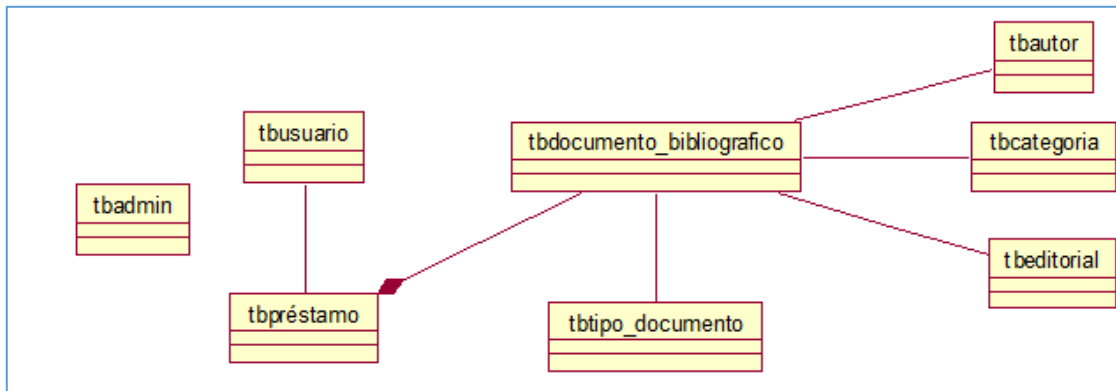 tbautor
tbusuario
tbdocumento_bibliografico
tbcategoria
tbadmin
tbeditorial
tbpréstamo
tbtipo_documento